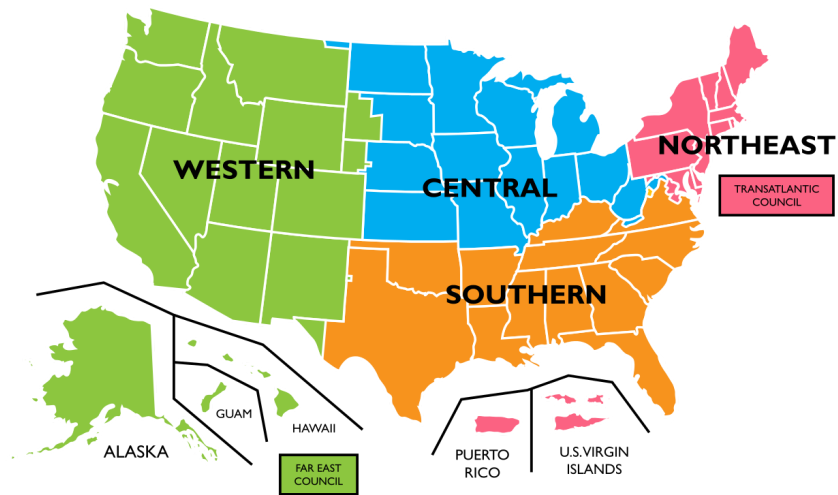 NORTHEAST
WESTERN
CENTRAL
TRANSATLANTIC
COUNCIL
SOUTHERN
GUAM
HAWAII
ALASKA
PUERTO
RICO
U.S.VIRGIN
ISLANDS
FAR EAST
COUNCIL